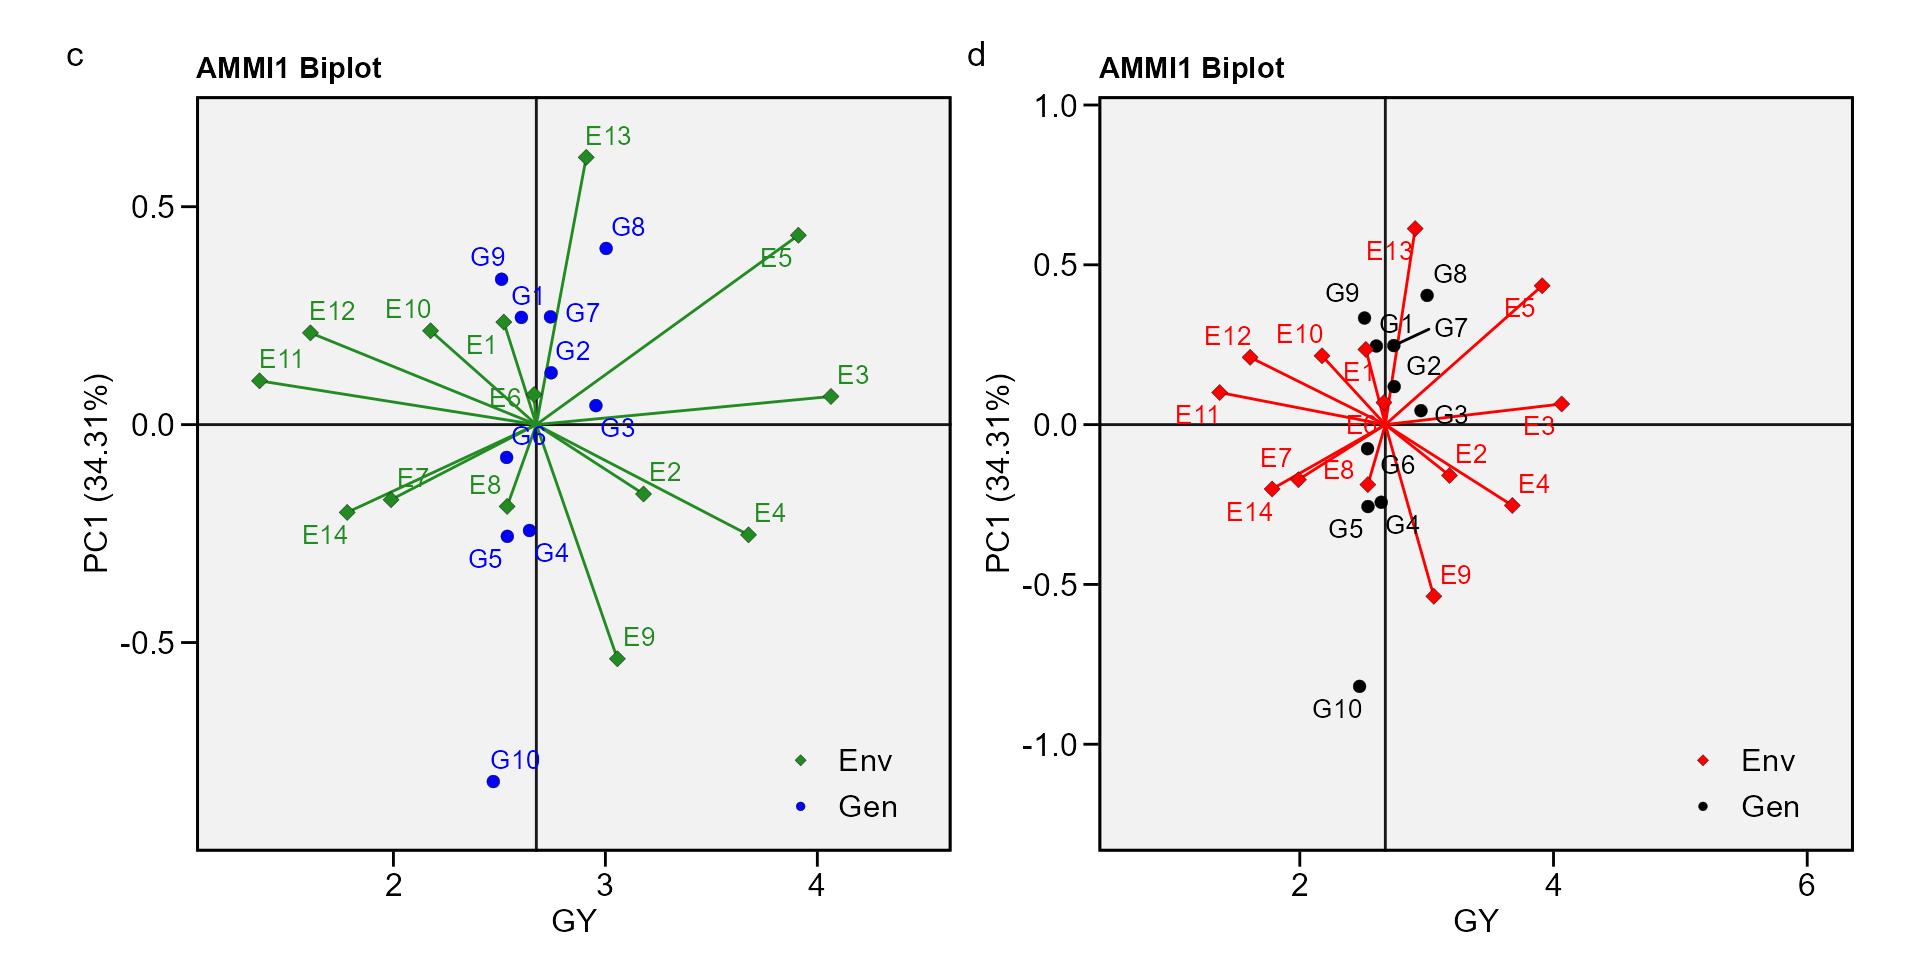 c
AMMI1 Biplot
E13
G8
0.5
E5
G9
G1
G7
E12
E10
E1
G2
E11
E6
E3
0.0
G3
G6
E7
E8
E2
E14
E4
G5
G4
-0.5
E9
G10
Env
Gen
2
3
4
GY
PC1 (34.31%)
d
AMMI1 Biplot
1.0
E13
0.5
G8
G9
E5
G1
G7
E12
E10
E1
G2
E11
G3
0.0
E6
E3
E7
E8
G6
E2
E14
E4
G5
G4
-0.5
E9
G10
-1.0
Env
Gen
2
4
6
GY
PC1 (34.31%)